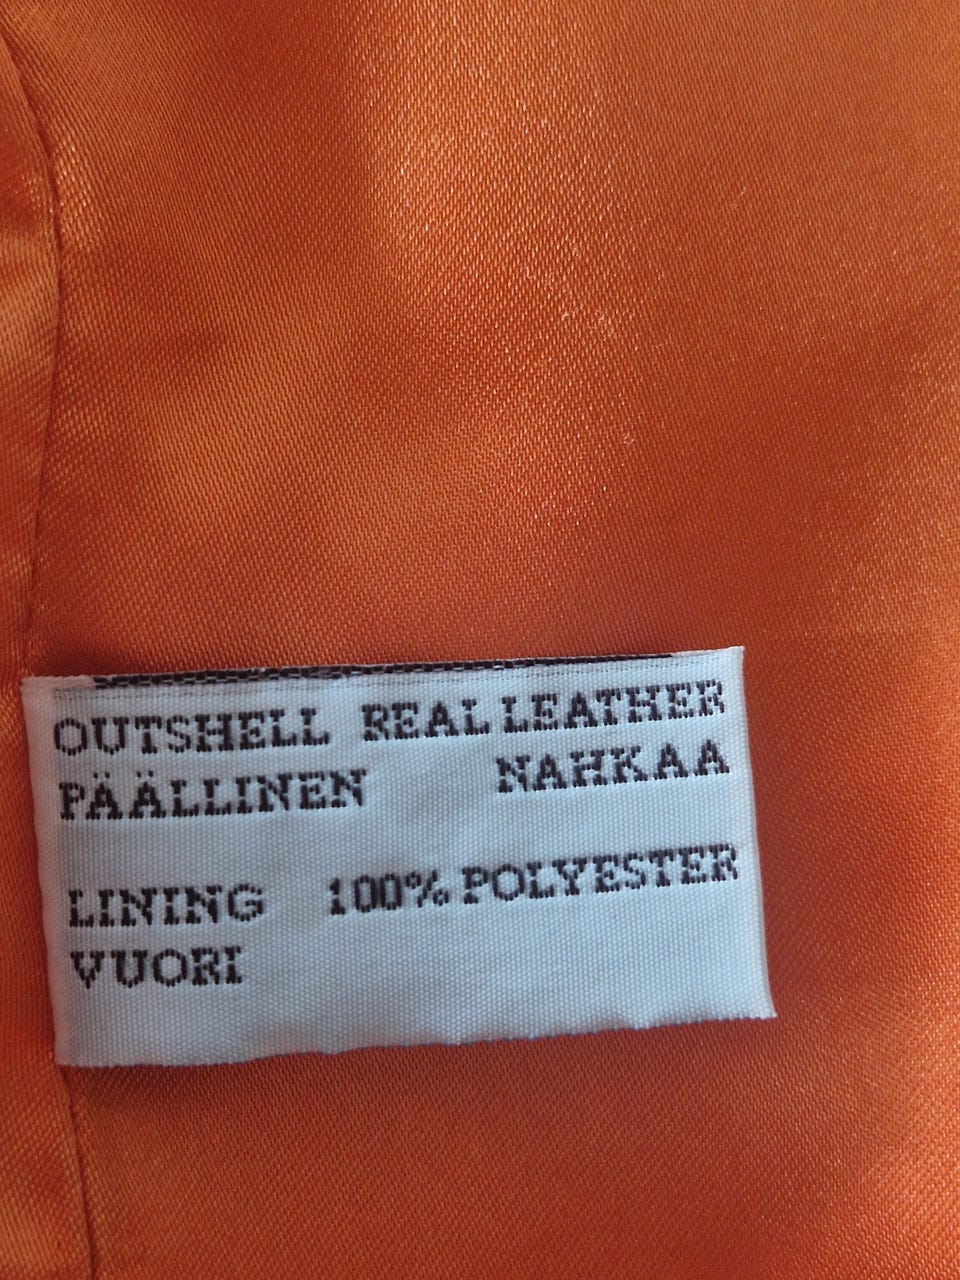 OUTSHELL REAL LEATHER
PÄÄLLINEN NAHKAA
LINING 100% POLYESTER
VUORI